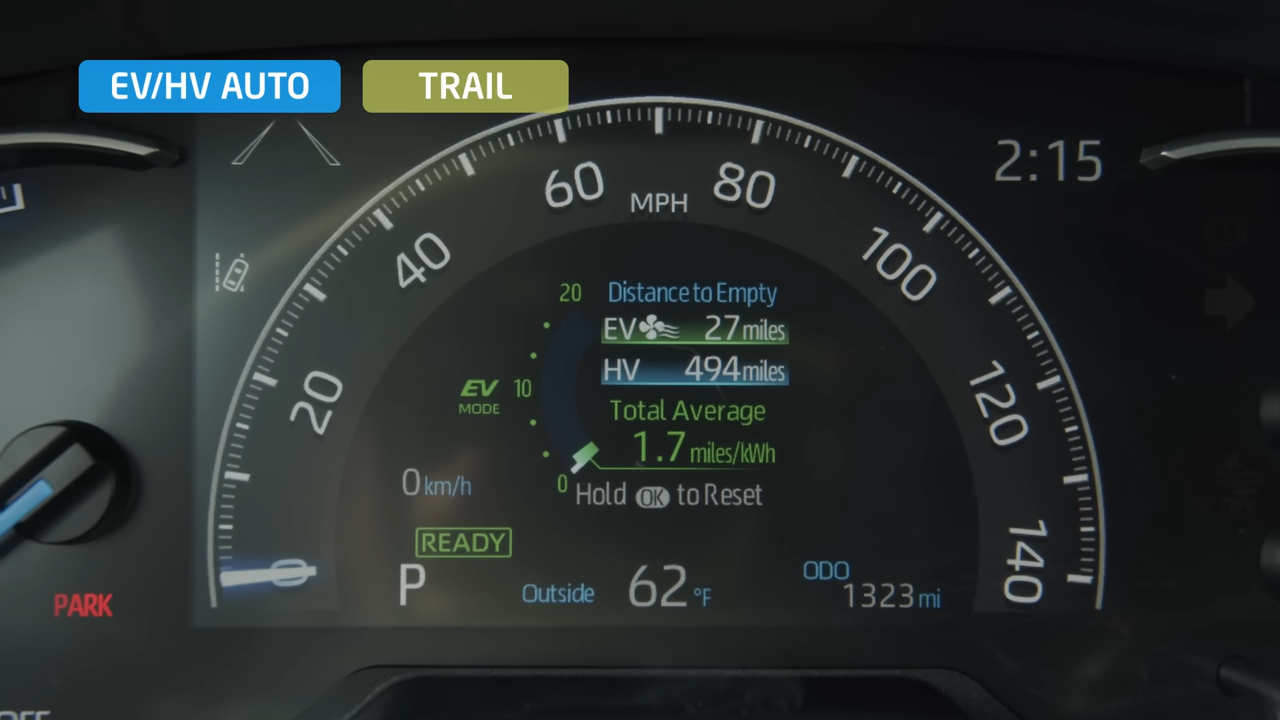 EV/HV AUTO TRAIL
2:15
60 MPH 80
40 100
20 Distance to Empty
EV 27 miles
HV 494 miles
20 EV MODE 10 120
Total Average
1.7 miles/kWh
0 km/h 0 Hold OK to Reset
READY
0 P Outside 62 °F ODO 1323 mi 140
PARK
OFF